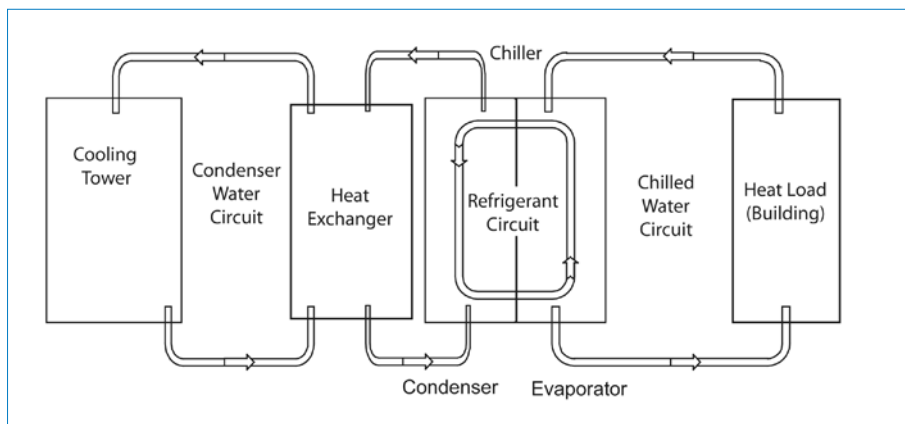 Chiller
Cooling
Tower
Condenser
Water
Circuit
Heat
Exchanger
Refrigerant
Circuit
Chilled
Water
Circuit
Heat Load
(Building)
Condenser
Evaporator